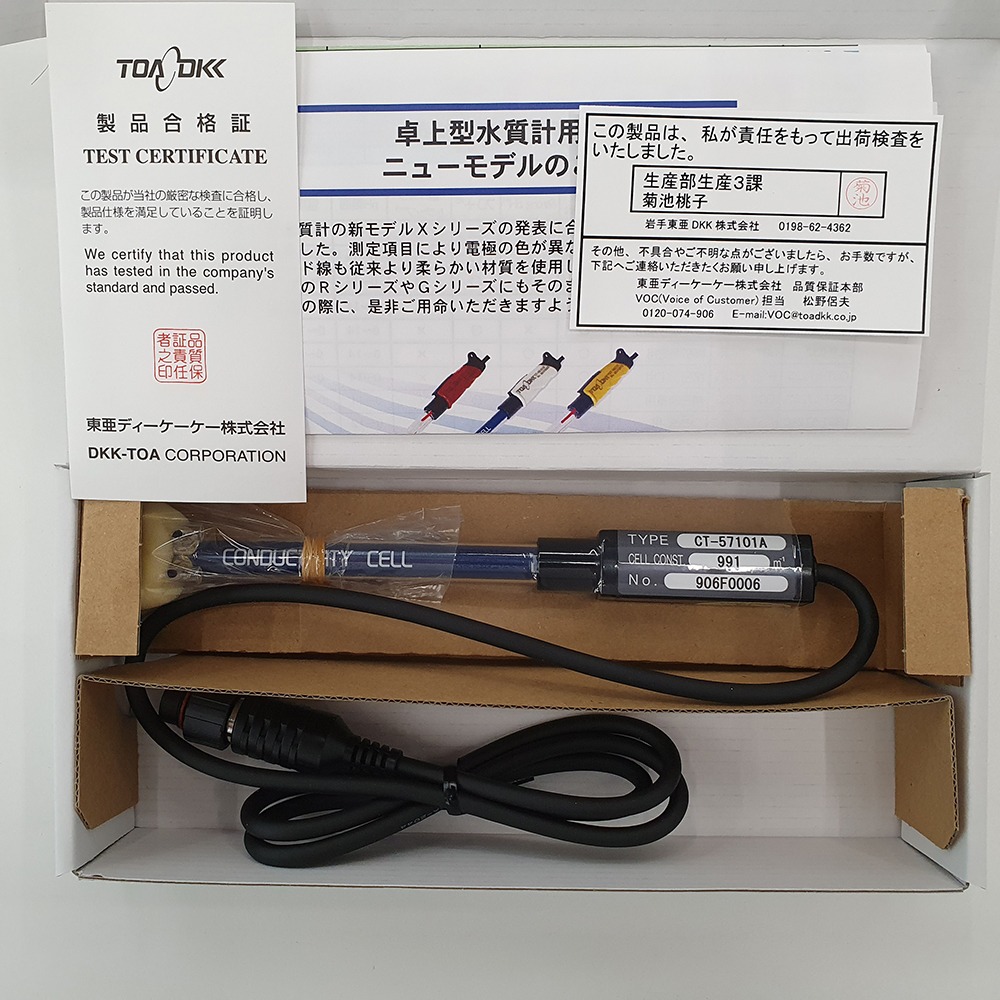 TOADKK
製品合格証
TEST CERTIFICATE
この製品が当社の厳密な検査に合格し、
製品仕様を満足していることを証明し
ます。
We certify that this product
has tested in the company's
standard and passed.
者証品
之責質
印任保
東亜ディーケーケー株式会社
DKK-TOA CORPORATION
卓上型水質計用
ニューモデルのこ
質計の新モデルXシリーズの発表に合
した。測定項目により電極の色が異な
ド線も従来より柔らかい材質を使用し
のRシリーズやGシリーズにもそのま
の際に、是非ご用命いただきますよう
この製品は、私が責任をもって出荷検査を
いたしました。
生産部生産3課
菊池桃子
菊池
岩手東亜DKK株式会社 0198-62-4362
その他、不具合やご不明な点がございましたら、お手数ですが、
下記へご連絡いただきたくお願い申し上げます。
東亜ディーケーケー株式会社 品質保証本部
VOC(Voice of Customer)担当 松野侶夫
0120-074-906 E-mail:VOC@toadkk.co.jp
CONDUCTIVITY CELL
TYPE CT-57101A
CELL CONST 991 m⁻¹
No. 906F0006